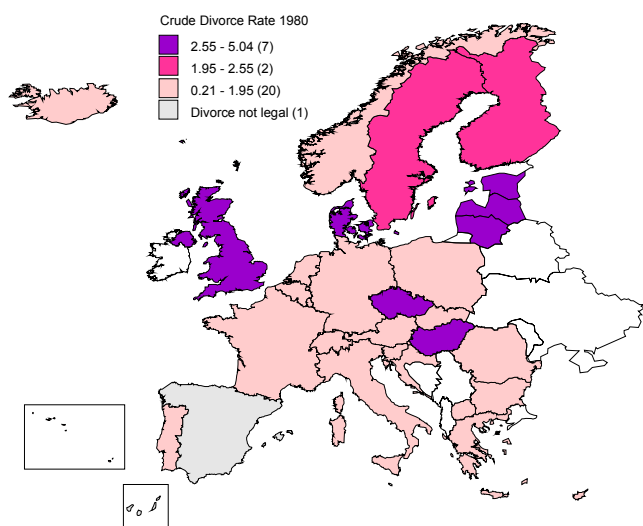 Crude Divorce Rate 1980
2.55 - 5.04 (7)
1.95 - 2.55 (2)
0.21 - 1.95 (20)
Divorce not legal (1)